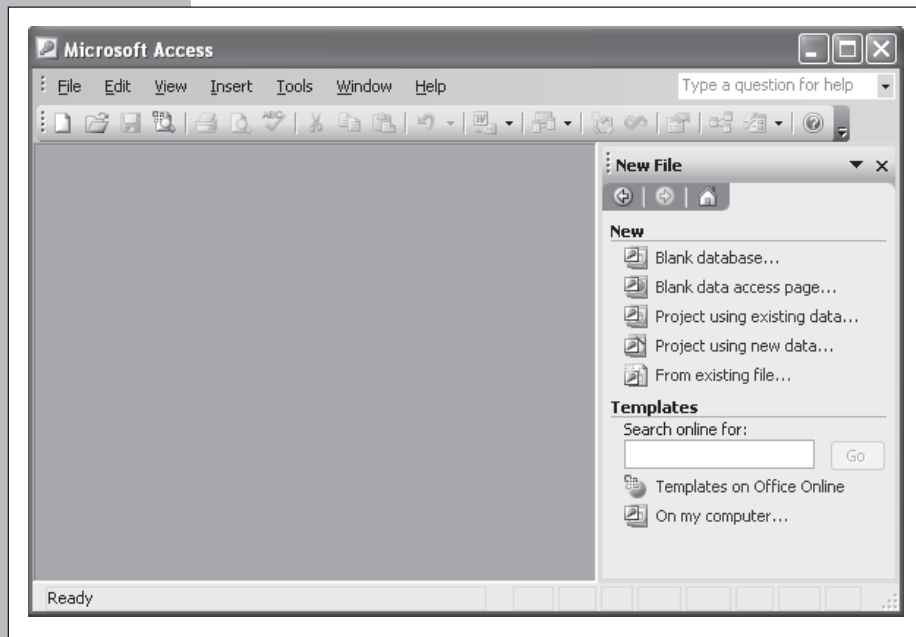 Microsoft Access
File Edit View Insert Tools Window Help
Type a question for help
ABC
W
New File
New
Blank database...
Blank data access page...
Project using existing data...
Project using new data...
From existing file...
Templates
Search online for:
Go
Templates on Office Online
On my computer...
Ready